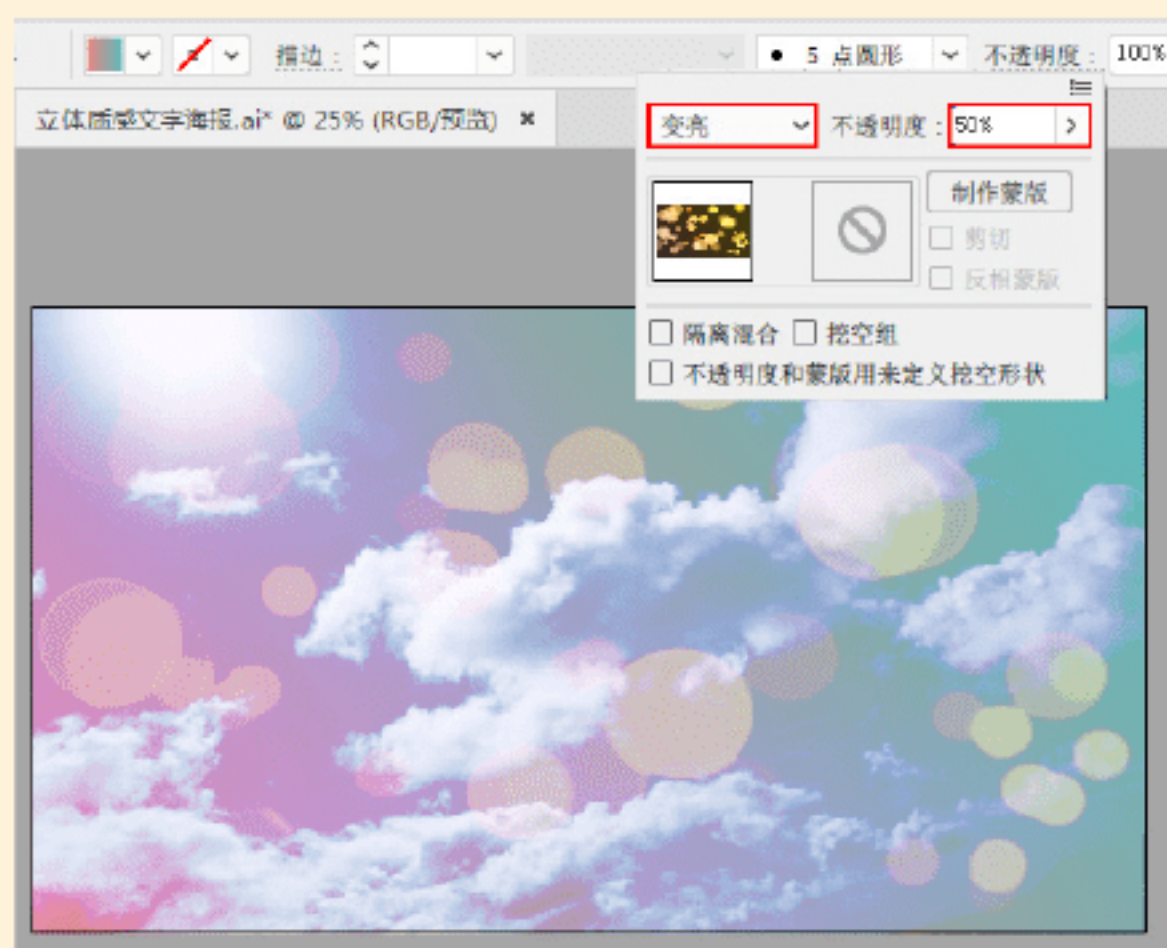 描边： 5 点圆形 不透明度： 100%
立体质感文字海报.ai* @ 25% (RGB/预览) ×
变亮 不透明度：50%
制作蒙版
剪切
反相蒙版
隔离混合 挖空组
不透明度和蒙版用来定义挖空形状